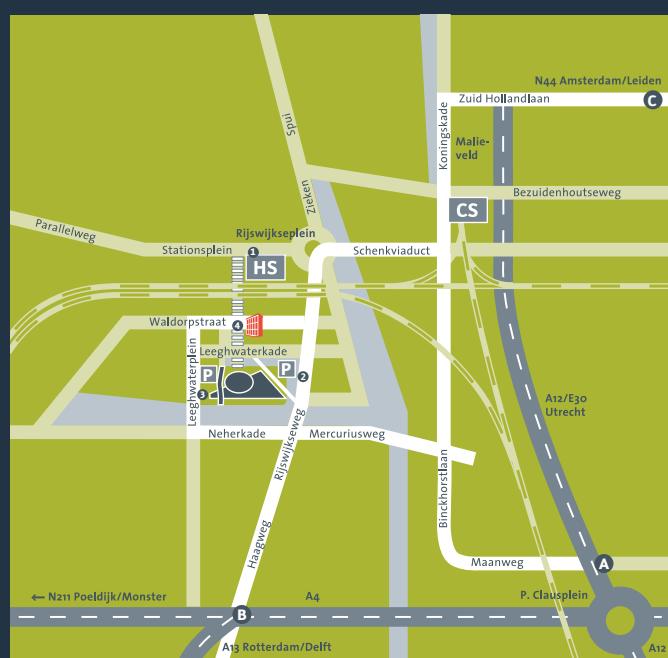 N44 Amsterdam/Leiden
Zuid Hollandlaan
C
Koningskade
Malie-
veld
Spui
Zieken
Bezuidenhoutseweg
CS
Parallelweg
Rijswijkseplein
Stationsplein
1
HS
Schenkviaduct
Waldorpstraat
4
Leeghwaterkade
Leeghwaterplein
P
P
2
3
A12/E30
Utrecht
Neherkade
Mercuriusweg
Rijswijkseweg
Binckhorstlaan
Haagweg
Maanweg
A
← N211 Poeldijk/Monster
A4
P. Clausplein
B
A13 Rotterdam/Delft
A12